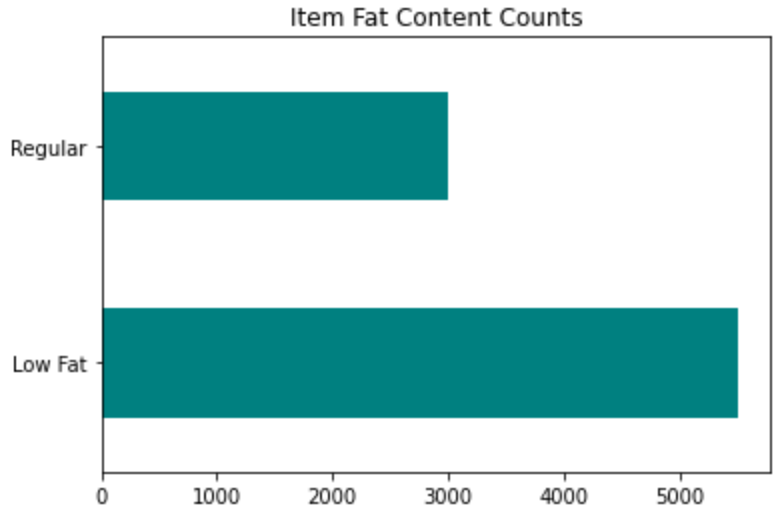 Item Fat Content Counts
Regular
Low Fat
0 1000 2000 3000 4000 5000